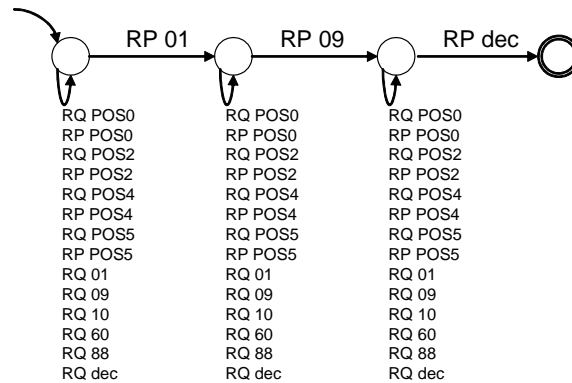 RP 01
RP 09
RP dec
RQ POS0
RP POS0
RQ POS2
RP POS2
RQ POS4
RP POS4
RQ POS5
RP POS5
RQ 01
RQ 09
RQ 10
RQ 60
RQ 88
RQ dec
RQ POS0
RP POS0
RQ POS2
RP POS2
RQ POS4
RP POS4
RQ POS5
RP POS5
RQ 01
RQ 09
RQ 10
RQ 60
RQ 88
RQ dec
RQ POS0
RP POS0
RQ POS2
RP POS2
RQ POS4
RP POS4
RQ POS5
RP POS5
RQ 01
RQ 09
RQ 10
RQ 60
RQ 88
RQ dec